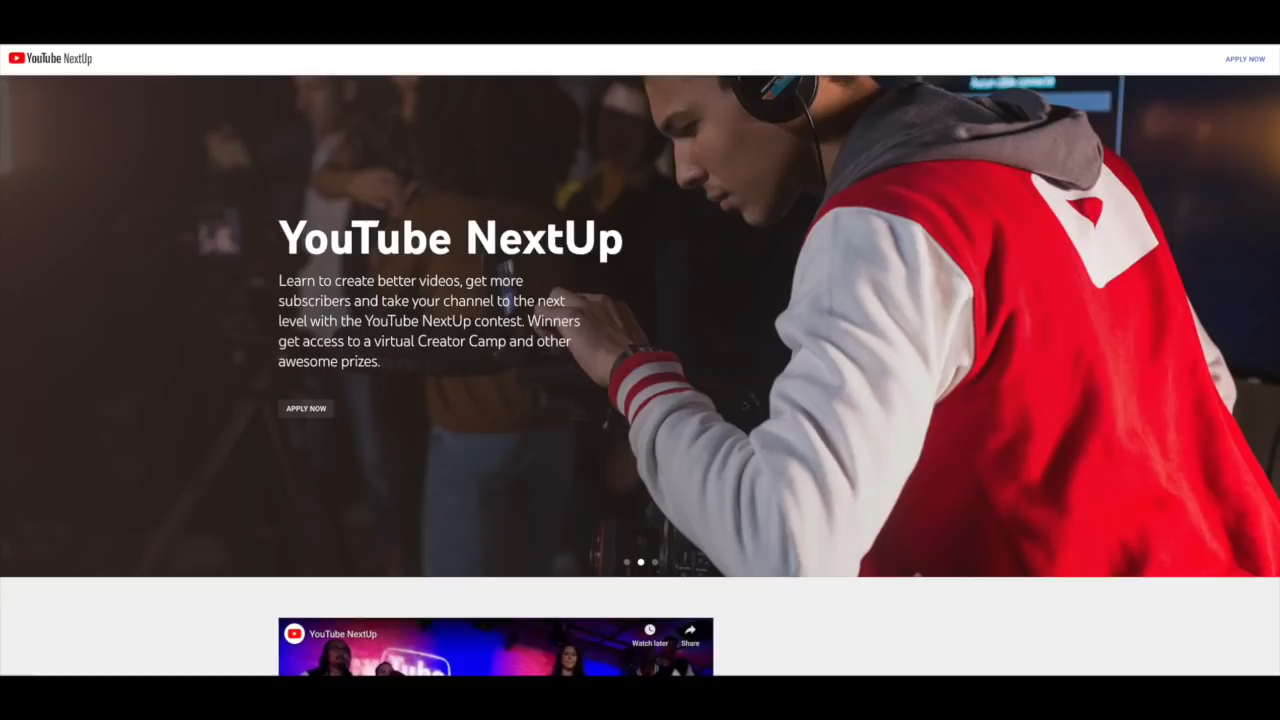 YouTube NextUp
APPLY NOW
YouTube NextUp
Learn to create better videos, get more
subscribers and take your channel to the next
level with the YouTube NextUp contest. Winners
get access to a virtual Creator Camp and other
awesome prizes.
APPLY NOW
YouTube NextUp
Watch later
Share